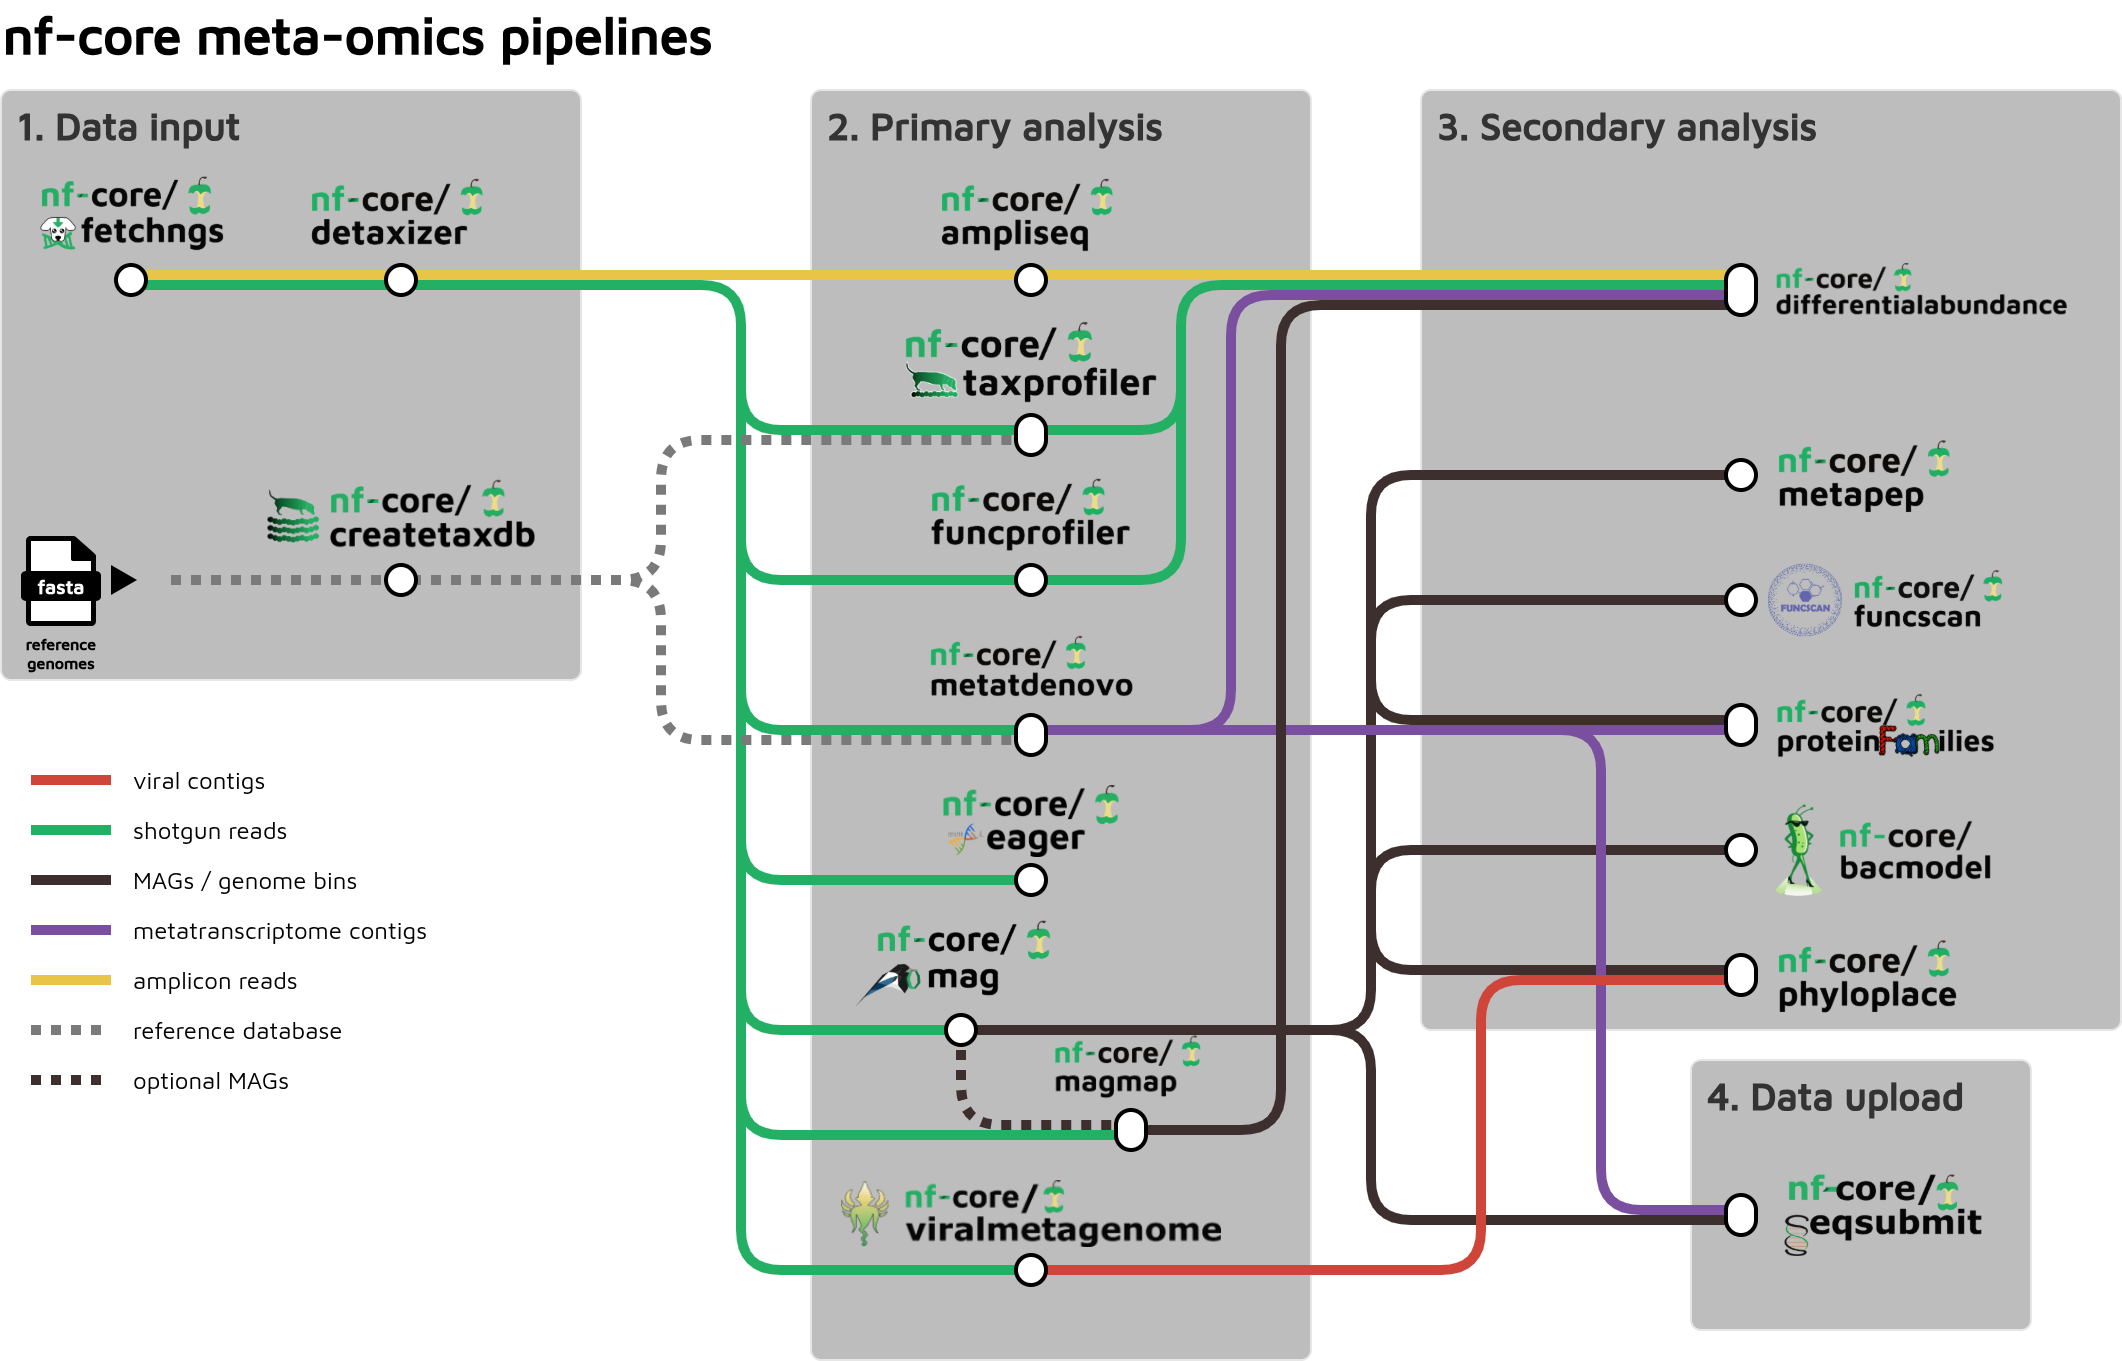 nf-core meta-omics pipelines
1. Data input
nf-core/
fetchngs
nf-core/
detaxizer
nf-core/
createtaxdb
fasta
reference
genomes
2. Primary analysis
nf-core/
ampliseq
nf-core/
taxprofiler
nf-core/
funcprofiler
nf-core/
metatdenovo
nf-core/
eager
nf-core/
mag
nf-core/
magmap
nf-core/
viralmetagenome
3. Secondary analysis
nf-core/
differentialabundance
nf-core/
metapep
FUNCSCAN
nf-core/
funcscan
nf-core/
proteinFamilies
nf-core/
bacmodel
nf-core/
phyloplace
4. Data upload
nf-core/
seqsubmit
viral contigs
shotgun reads
MAGs / genome bins
metatranscriptome contigs
amplicon reads
reference database
optional MAGs